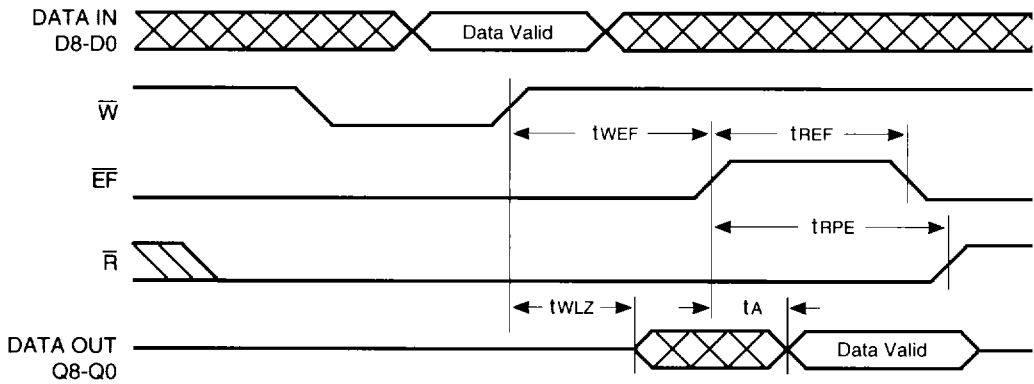 DATA IN
D8-D0
Data Valid
W
tWEF
tREF
EF
tRPE
R
tWLZ
tA
DATA OUT
Q8-Q0
Data Valid